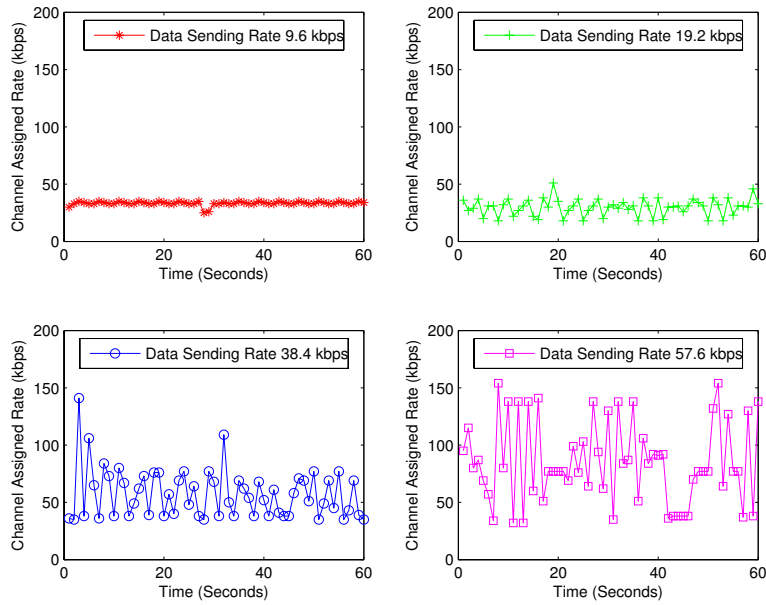 200
150
100
50
0
Channel Assigned Rate (kbps)
Data Sending Rate 9.6 kbps
0 20 40 60
Time (Seconds)
200
150
100
50
0
Channel Assigned Rate (kbps)
Data Sending Rate 19.2 kbps
0 20 40 60
Time (Seconds)
200
150
100
50
0
Channel Assigned Rate (kbps)
Data Sending Rate 38.4 kbps
0 20 40 60
Time (Seconds)
200
150
100
50
0
Channel Assigned Rate (kbps)
Data Sending Rate 57.6 kbps
0 20 40 60
Time (Seconds)